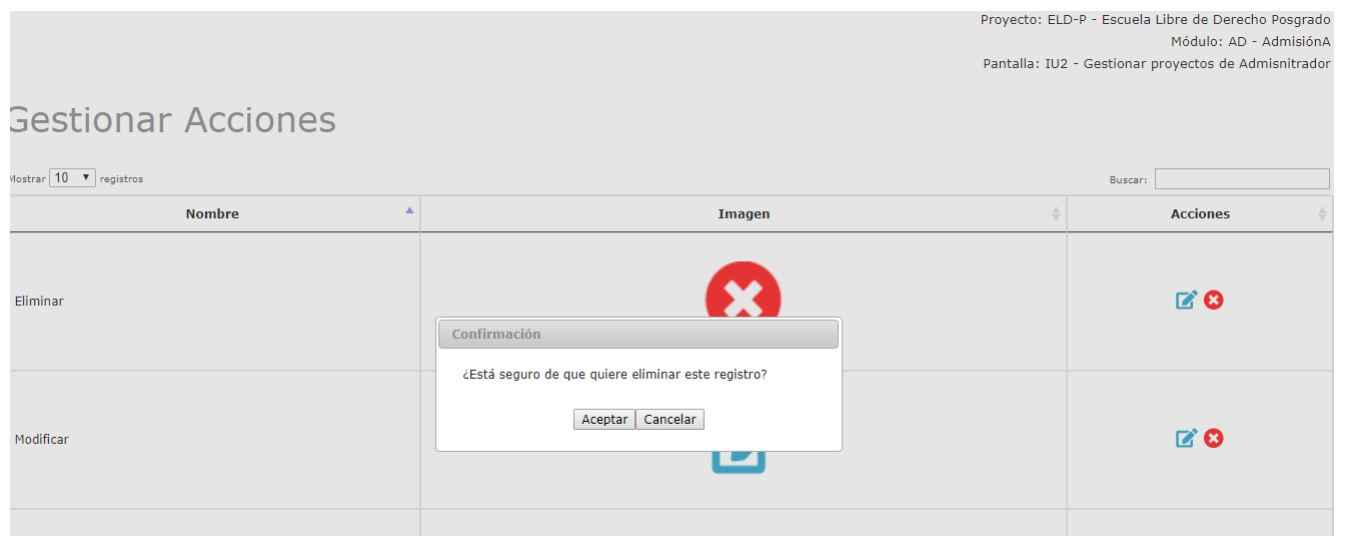 Proyecto: ELD-P - Escuela Libre de Derecho Posgrado
Módulo: AD - AdmisiónA
Pantalla: IU2 - Gestionar proyectos de Admisnitrador
Gestionar Acciones
Mostrar 10 registros
Buscar:
Nombre Imagen Acciones
Eliminar
Confirmación
¿Está seguro de que quiere eliminar este registro?
Aceptar Cancelar
Modificar